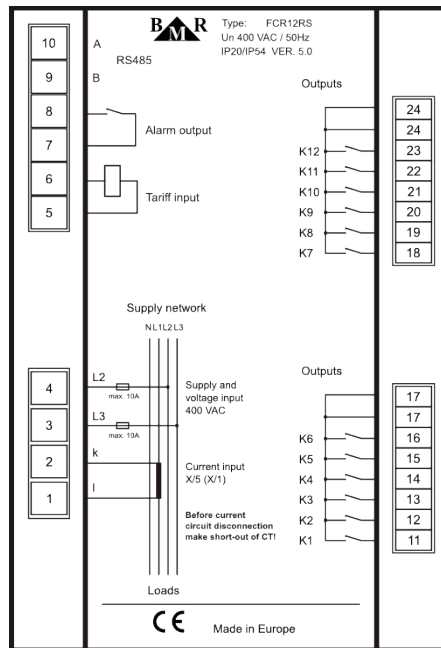 BMR
Type: FCR12RS
Un 400 VAC / 50Hz
IP20/IP54 VER. 5.0
10
A
RS485
9
B
8
Alarm output
7
6
Tariff input
5
Outputs
24
24
K12 23
K11 22
K10 21
K9 20
K8 19
K7 18
Supply network
N L1 L2 L3
4
L2
max. 10A
Supply and
voltage input
400 VAC
3
L3
max. 10A
2
k
Current input
X/5 (X/1)
1
l
Before current
circuit disconnection
make short-out of CT!
Outputs
17
17
K6 16
K5 15
K4 14
K3 13
K2 12
K1 11
Loads
CE Made in Europe